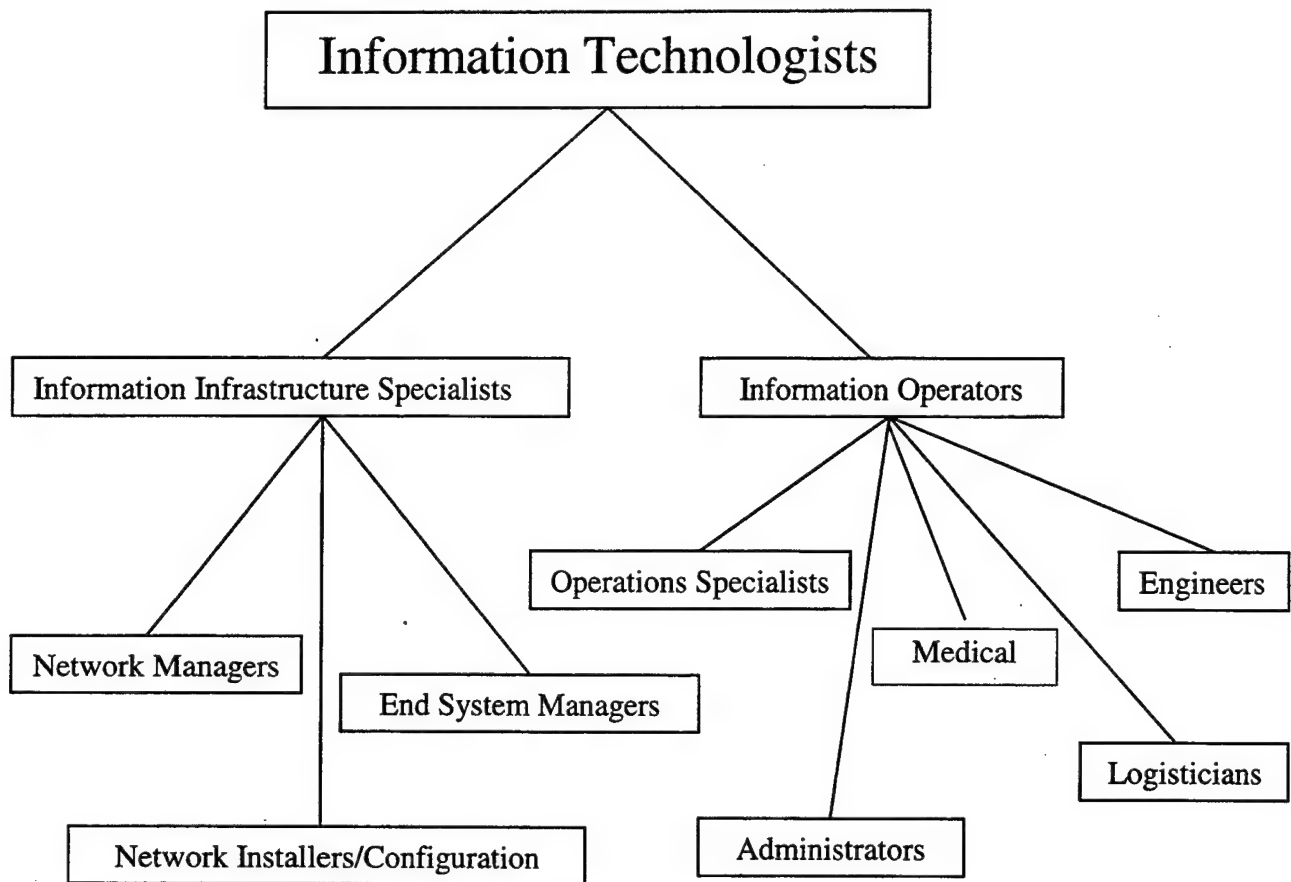 Information Technologists
Information Infrastructure Specialists
Information Operators
Operations Specialists
Engineers
Network Managers
Medical
End System Managers
Logisticians
Network Installers/Configuration
Administrators